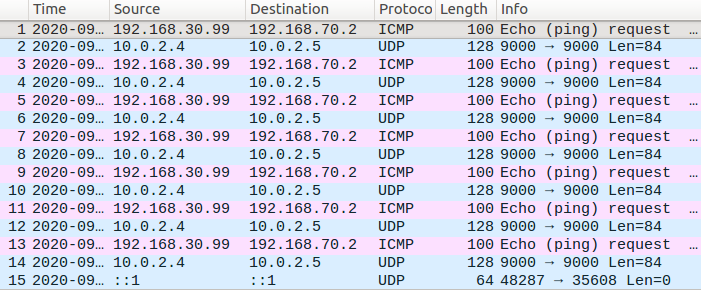 Time Source Destination Protoco Length Info
1 2020-09… 192.168.30.99 192.168.70.2 ICMP 100 Echo (ping) request …
2 2020-09… 10.0.2.4 10.0.2.5 UDP 128 9000 → 9000 Len=84
3 2020-09… 192.168.30.99 192.168.70.2 ICMP 100 Echo (ping) request …
4 2020-09… 10.0.2.4 10.0.2.5 UDP 128 9000 → 9000 Len=84
5 2020-09… 192.168.30.99 192.168.70.2 ICMP 100 Echo (ping) request …
6 2020-09… 10.0.2.4 10.0.2.5 UDP 128 9000 → 9000 Len=84
7 2020-09… 192.168.30.99 192.168.70.2 ICMP 100 Echo (ping) request …
8 2020-09… 10.0.2.4 10.0.2.5 UDP 128 9000 → 9000 Len=84
9 2020-09… 192.168.30.99 192.168.70.2 ICMP 100 Echo (ping) request …
10 2020-09… 10.0.2.4 10.0.2.5 UDP 128 9000 → 9000 Len=84
11 2020-09… 192.168.30.99 192.168.70.2 ICMP 100 Echo (ping) request …
12 2020-09… 10.0.2.4 10.0.2.5 UDP 128 9000 → 9000 Len=84
13 2020-09… 192.168.30.99 192.168.70.2 ICMP 100 Echo (ping) request …
14 2020-09… 10.0.2.4 10.0.2.5 UDP 128 9000 → 9000 Len=84
15 2020-09… ::1 ::1 UDP 64 48287 → 35608 Len=0